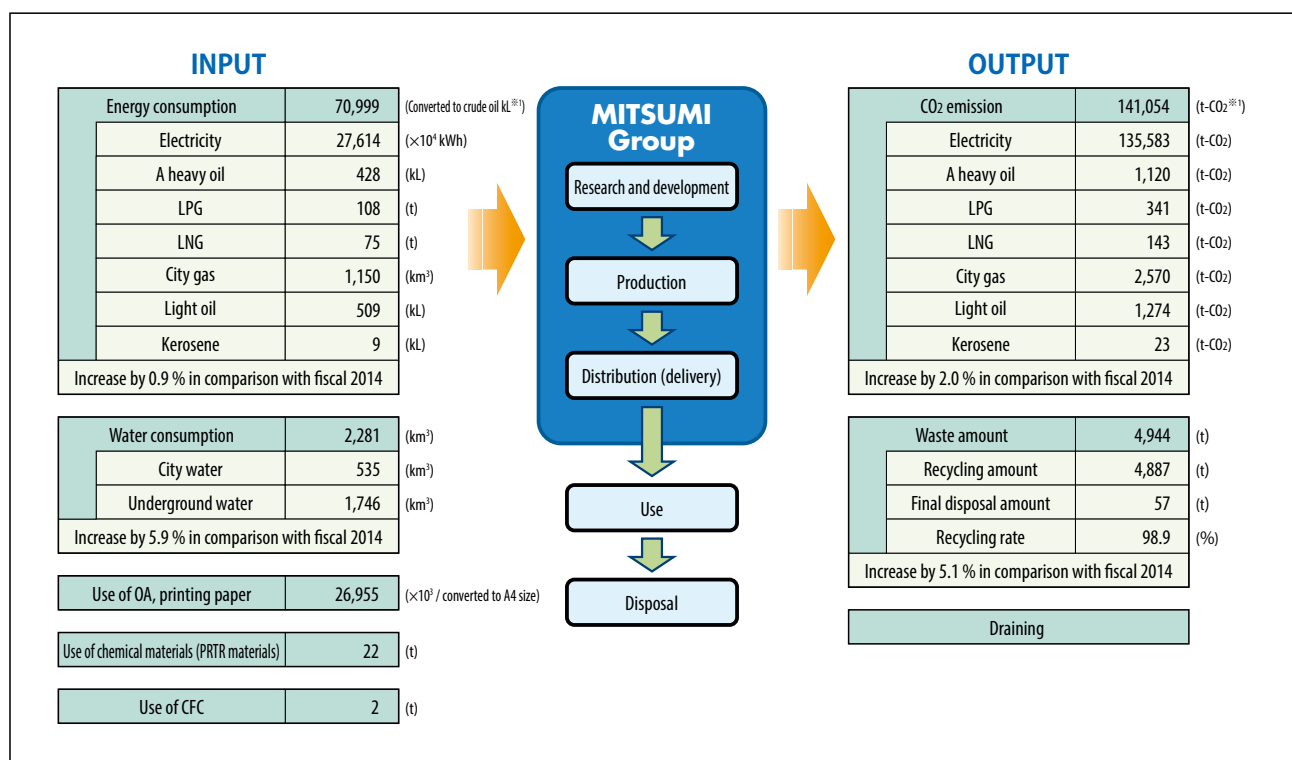 INPUT
Energy consumption 70,999 (Converted to crude oil kL※1)
Electricity 27,614 (×10⁴ kWh)
A heavy oil 428 (kL)
LPG 108 (t)
LNG 75 (t)
City gas 1,150 (km³)
Light oil 509 (kL)
Kerosene 9 (kL)
Increase by 0.9 % in comparison with fiscal 2014
Water consumption 2,281 (km³)
City water 535 (km³)
Underground water 1,746 (km³)
Increase by 5.9 % in comparison with fiscal 2014
Use of OA, printing paper 26,955 (×10³ / converted to A4 size)
Use of chemical materials (PRTR materials) 22 (t)
Use of CFC 2 (t)
MITSUMI
Group
Research and development
Production
Distribution (delivery)
Use
Disposal
OUTPUT
CO₂ emission 141,054 (t-CO₂※1)
Electricity 135,583 (t-CO₂)
A heavy oil 1,120 (t-CO₂)
LPG 341 (t-CO₂)
LNG 143 (t-CO₂)
City gas 2,570 (t-CO₂)
Light oil 1,274 (t-CO₂)
Kerosene 23 (t-CO₂)
Increase by 2.0 % in comparison with fiscal 2014
Waste amount 4,944 (t)
Recycling amount 4,887 (t)
Final disposal amount 57 (t)
Recycling rate 98.9 (%)
Increase by 5.1 % in comparison with fiscal 2014
Draining